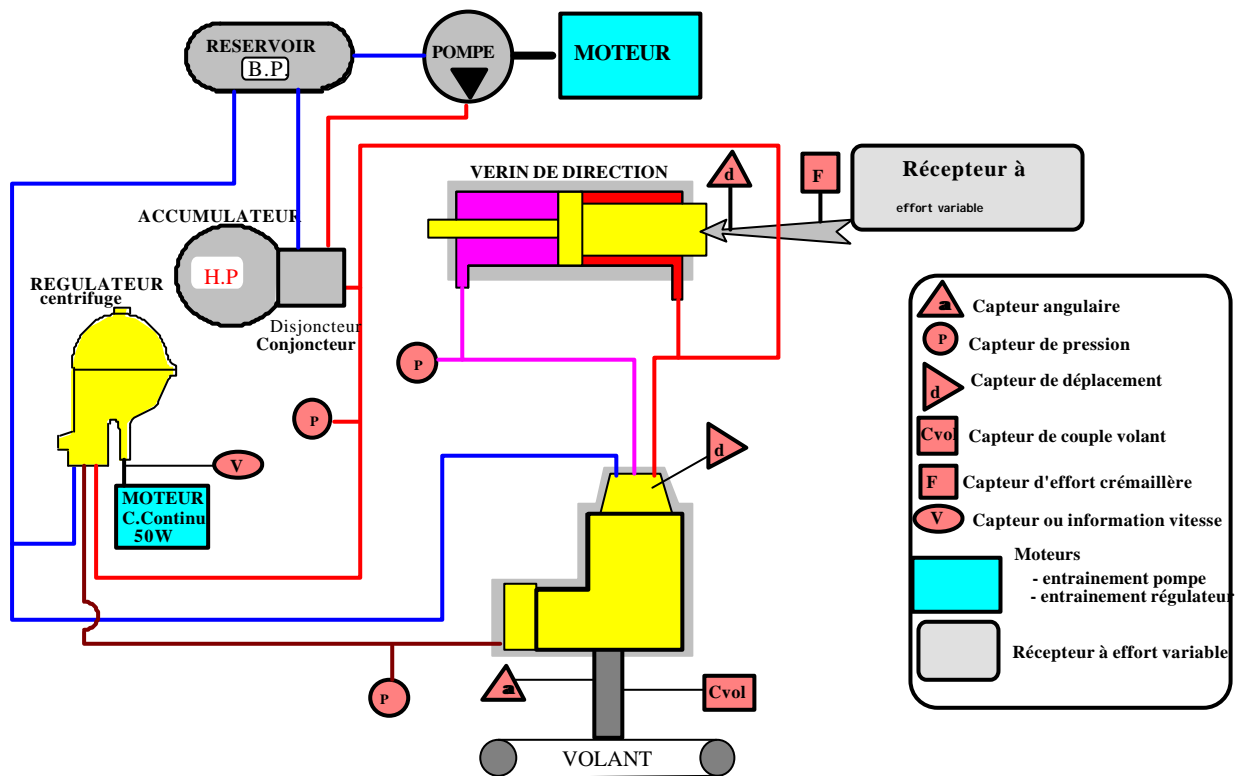 RESERVOIR
B.P.
POMPE
MOTEUR
VERIN DE DIRECTION
d
F
Récepteur à
effort variable
ACCUMULATEUR
H.P
REGULATEUR
centrifuge
Disjoncteur
Conjoncteur
P
P
V
MOTEUR
C.Continu
50W
d
P
a
Cvol
VOLANT
a Capteur angulaire
P Capteur de pression
d Capteur de déplacement
Cvol Capteur de couple volant
F Capteur d'effort crémaillère
V Capteur ou information vitesse
Moteurs
- entrainement pompe
- entrainement régulateur
Récepteur à effort variable